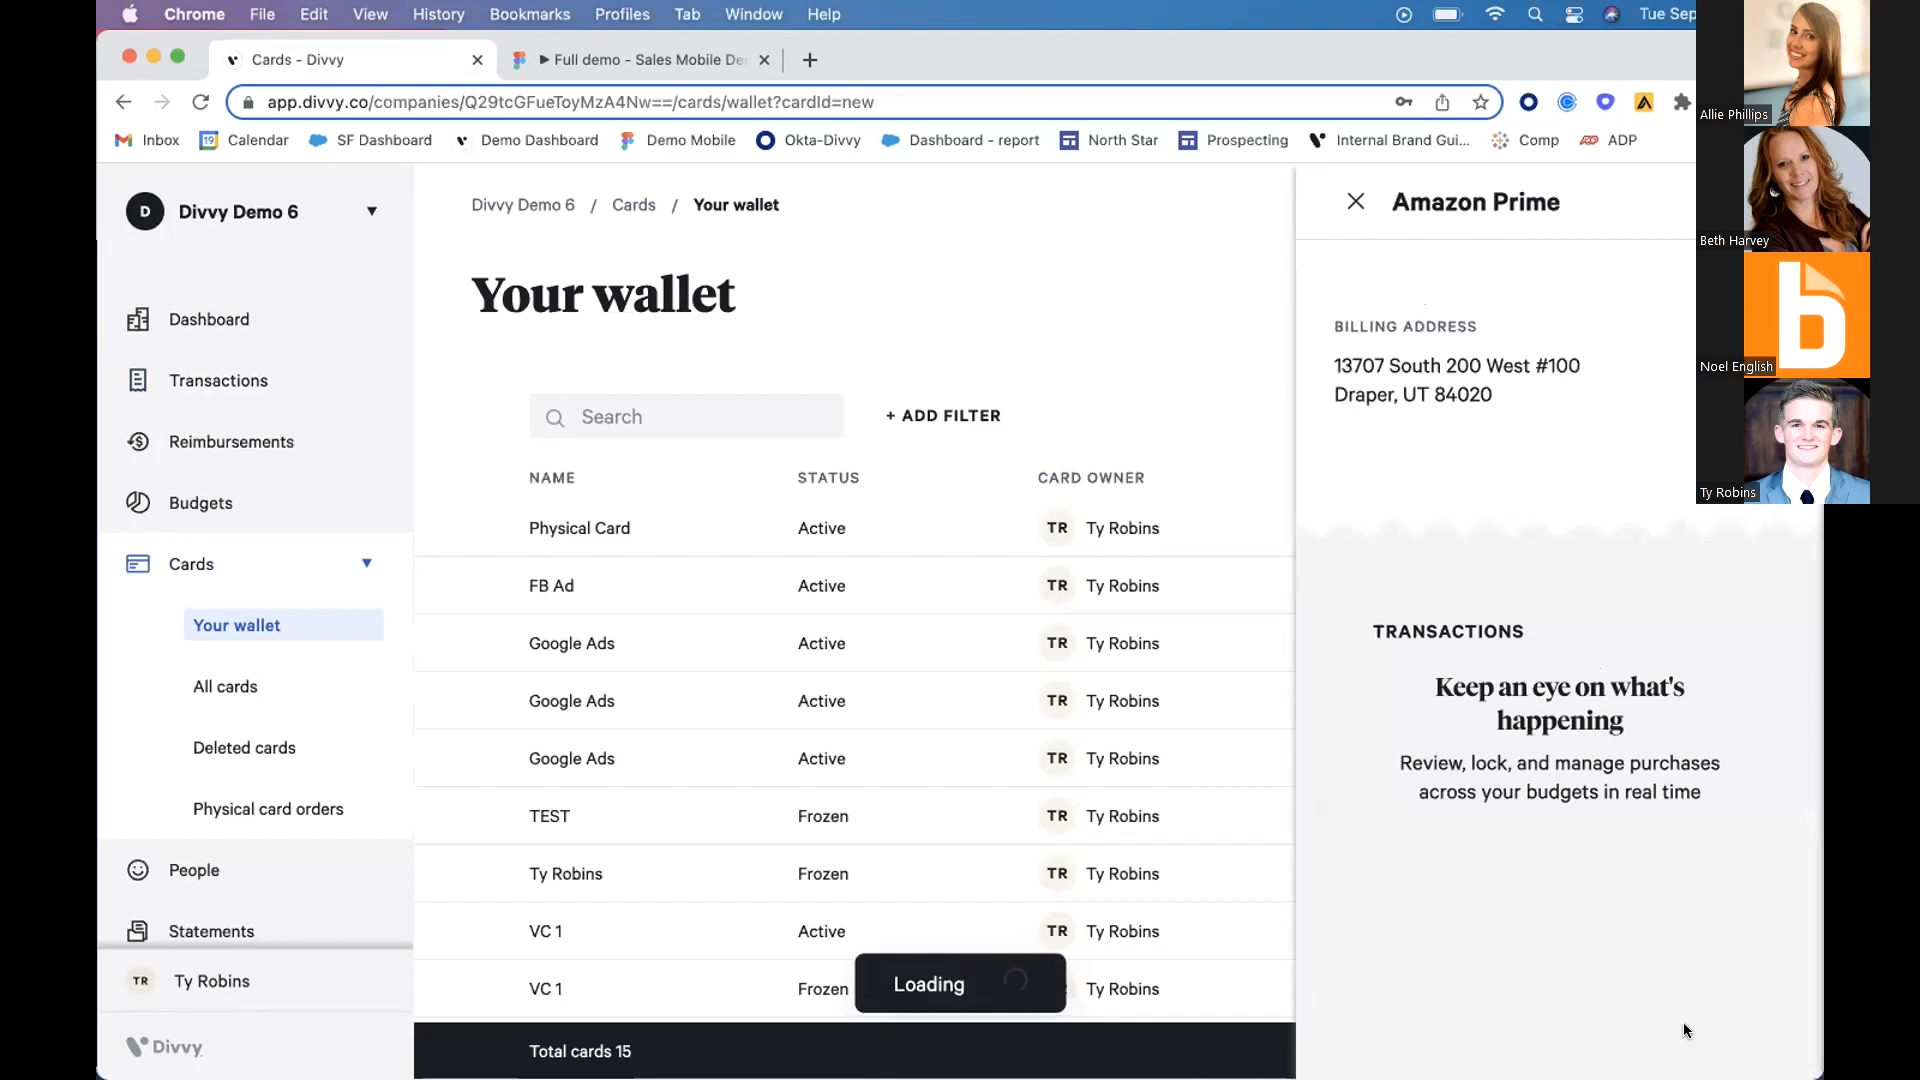 Chrome File Edit View History Bookmarks Profiles Tab Window Help Tue Sep
Cards - Divvy
Full demo - Sales Mobile De
app.divvy.co/companies/Q29tcGFueToyMzA4Nw==/cards/wallet?cardId=new
Inbox
19 Calendar
SF Dashboard
Demo Dashboard
Demo Mobile
Okta-Divvy
Dashboard - report
North Star
Prospecting
Internal Brand Gui...
Comp
ADP
D Divvy Demo 6
Dashboard
Transactions
Reimbursements
Budgets
Cards
Your wallet
All cards
Deleted cards
Physical card orders
People
Statements
TR Ty Robins
Divvy
Divvy Demo 6 / Cards / Your wallet
Your wallet
Search
+ ADD FILTER
NAME STATUS CARD OWNER
Physical Card Active TR Ty Robins
FB Ad Active TR Ty Robins
Google Ads Active TR Ty Robins
Google Ads Active TR Ty Robins
Google Ads Active TR Ty Robins
TEST Frozen TR Ty Robins
Ty Robins Frozen TR Ty Robins
VC 1 Active TR Ty Robins
VC 1 Frozen Ty Robins
Loading
Total cards 15
Amazon Prime
BILLING ADDRESS
13707 South 200 West #100
Draper, UT 84020
TRANSACTIONS
Keep an eye on what's
happening
Review, lock, and manage purchases
across your budgets in real time
Allie Phillips
Beth Harvey
b
Noel English
Ty Robins